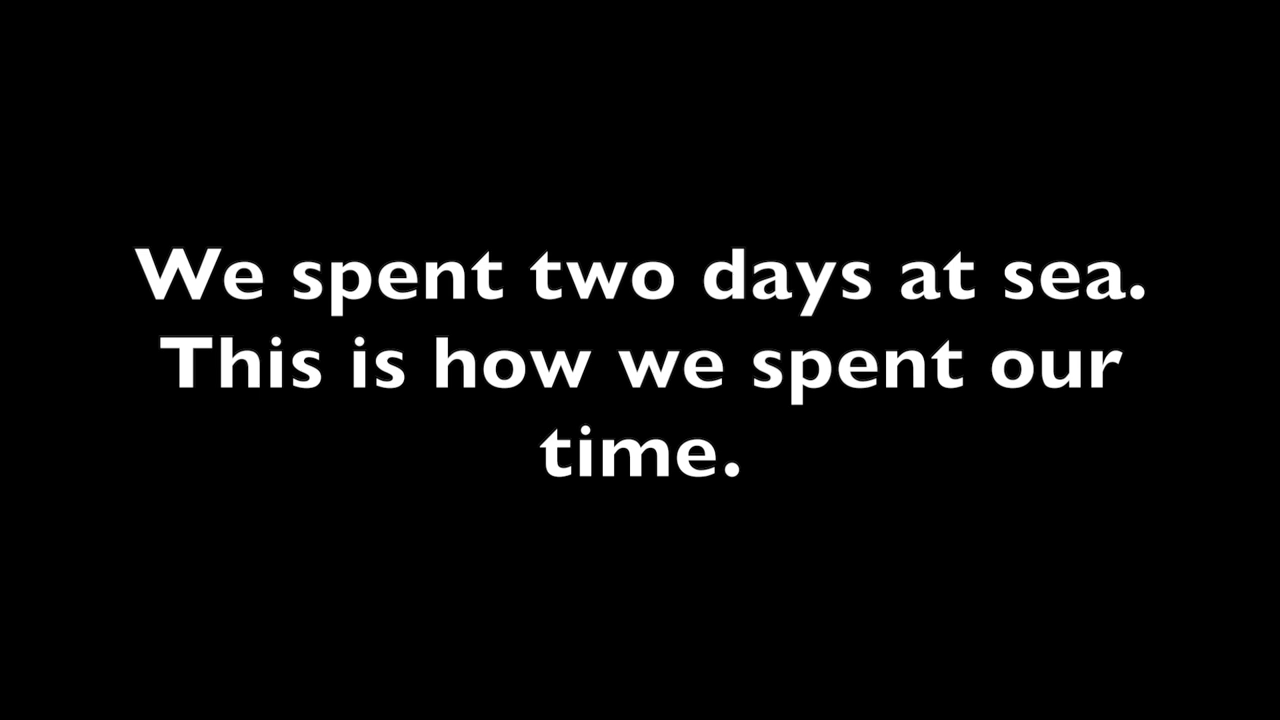 We spent two days at sea.
This is how we spent our
time.